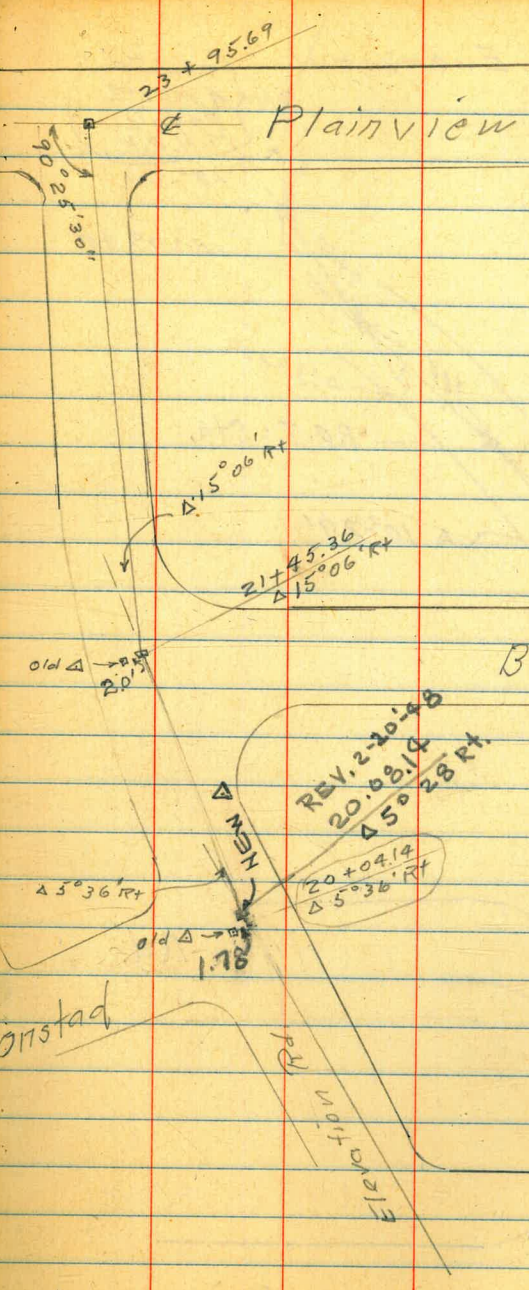 23 + 95.69
℄ Plainview
90°25'30"
Δ 15°06' Rt
21+45.36
Δ 15°06' Rt
old Δ →
2.0'
B
REV. 2-20-48
20.08.14
Δ 5° 28 Rt.
NEW Δ
Δ 5°36' Rt
20 + 04.14
Δ 5°36' Rt
old Δ →
1.78
onstad
Elevation Rd